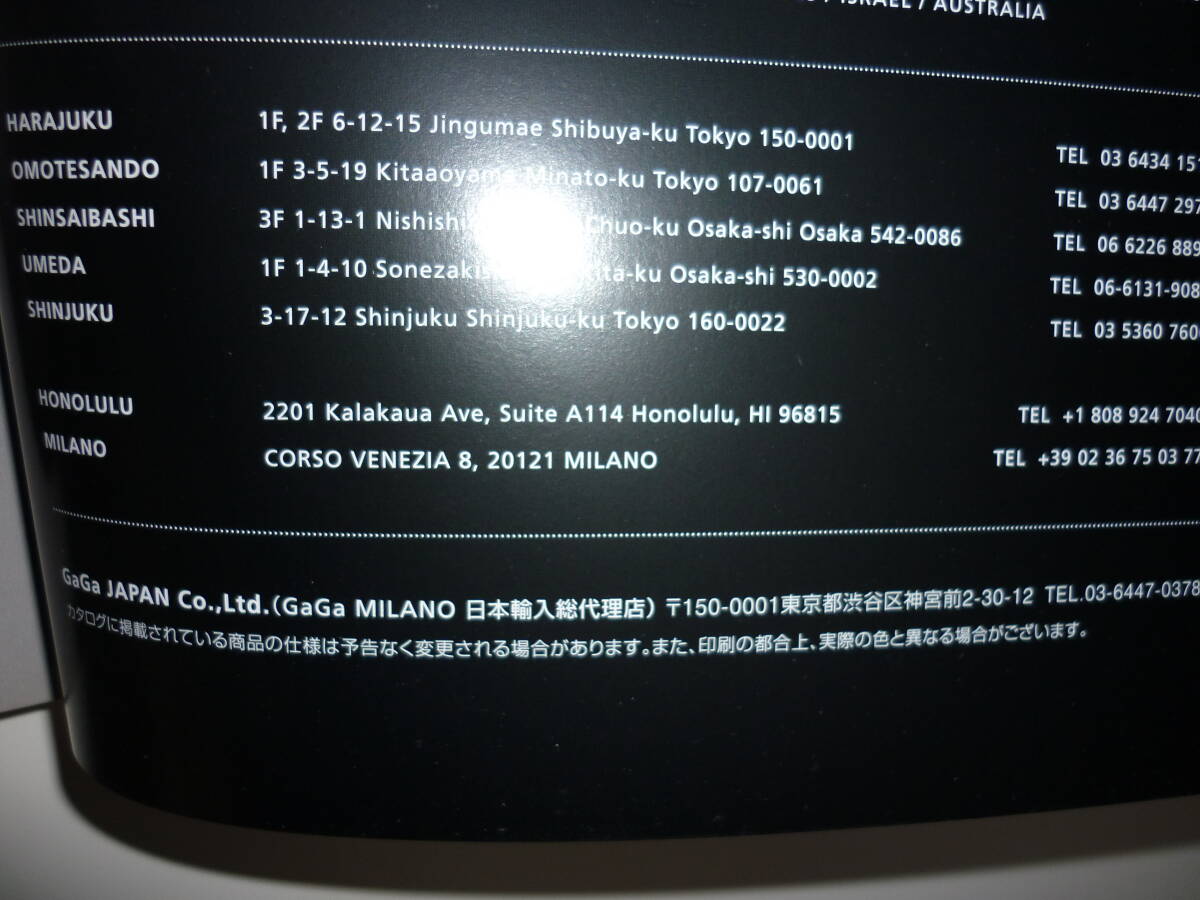 ISRAEL / AUSTRALIA
HARAJUKU 1F, 2F 6-12-15 Jingumae Shibuya-ku Tokyo 150-0001 TEL 03 6434 151
OMOTESANDO 1F 3-5-19 Kitaaoyama Minato-ku Tokyo 107-0061 TEL 03 6447 297
SHINSAIBASHI 3F 1-13-1 Chuo-ku Osaka-shi Osaka 542-0086 TEL 06 6226 889
UMEDA 1F 1-4-10 Kita-ku Osaka-shi 530-0002 TEL 06-6131-908
SHINJUKU 3-17-12 Shinjuku Shinjuku-ku Tokyo 160-0022 TEL 03 5360 760
HONOLULU 2201 Kalakaua Ave, Suite A114 Honolulu, HI 96815 TEL +1 808 924 7040
MILANO CORSO VENEZIA 8, 20121 MILANO TEL +39 02 36 75 03 77
GaGa JAPAN Co.,Ltd.(GaGa MILANO 日本輸入総代理店) 〒150-0001東京都渋谷区神宮前2-30-12 TEL.03-6447-0378
カタログに掲載されている商品の仕様は予告なく変更される場合があります。また、印刷の都合上、実際の色と異なる場合がございます。